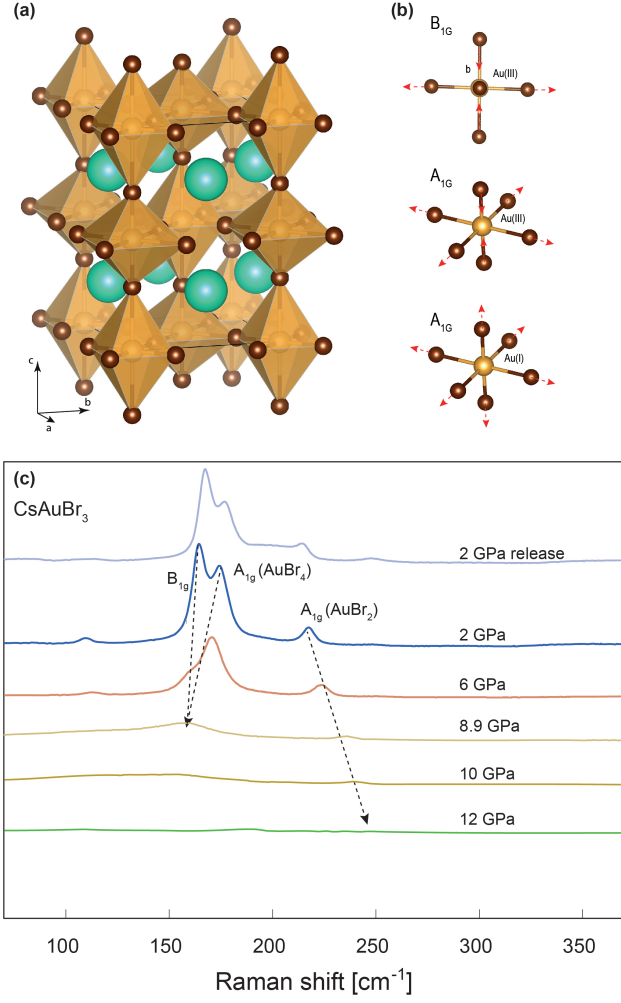 (a)
c
b
a
(b)
B1G
b
Au(III)
A1G
Au(III)
A1G
Au(I)
(c)
CsAuBr3
2 GPa release
B1g
A1g (AuBr4)
A1g (AuBr2)
2 GPa
6 GPa
8.9 GPa
10 GPa
12 GPa
100 150 200 250 300 350
Raman shift [cm-1]